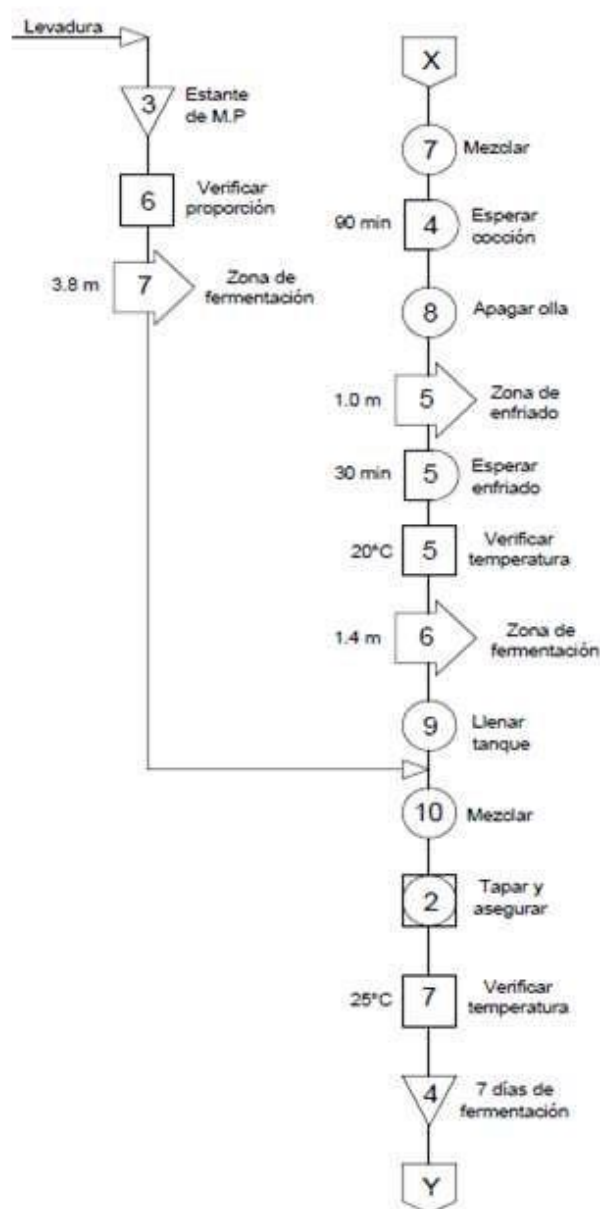 Levadura
3
Estante
de M.P
6
Verificar
proporción
3.8 m
7
Zona de
fermentación
X
7
Mezclar
90 min
4
Esperar
cocción
8
Apagar olla
1.0 m
5
Zona de
enfriado
30 min
5
Esperar
enfriado
20°C
5
Verificar
temperatura
1.4 m
6
Zona de
fermentación
9
Llenar
tanque
10
Mezclar
2
Tapar y
asegurar
25°C
7
Verificar
temperatura
4
7 días de
fermentación
Y